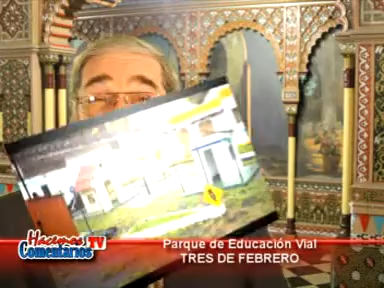 Hacemos TV
Comentarios
Parque de Educación Vial
TRES DE FEBRERO